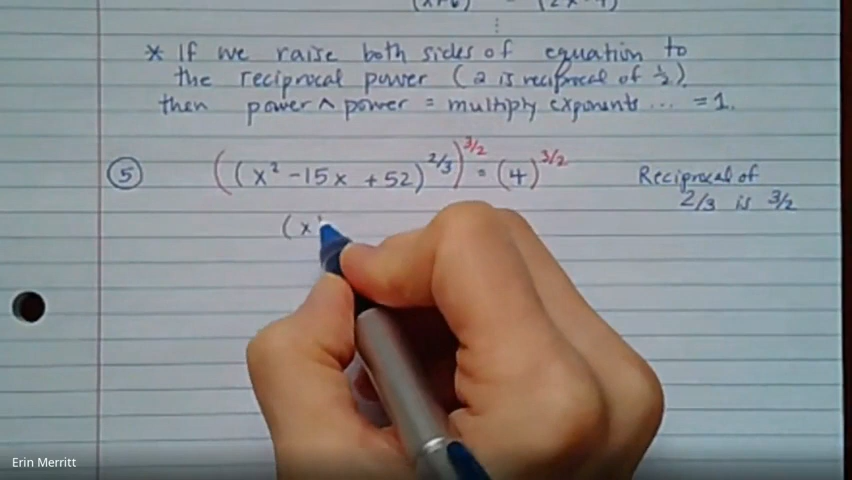 * If we raise both sides of equation to
the reciprocal power (2 is reciprocal of 1/2).
then power ^ power = multiply exponents ... = 1.
5 ((x² - 15x + 52)^2/3)^3/2 = (4)^3/2
Reciprocal of
2/3 is 3/2
(x
Erin Merritt